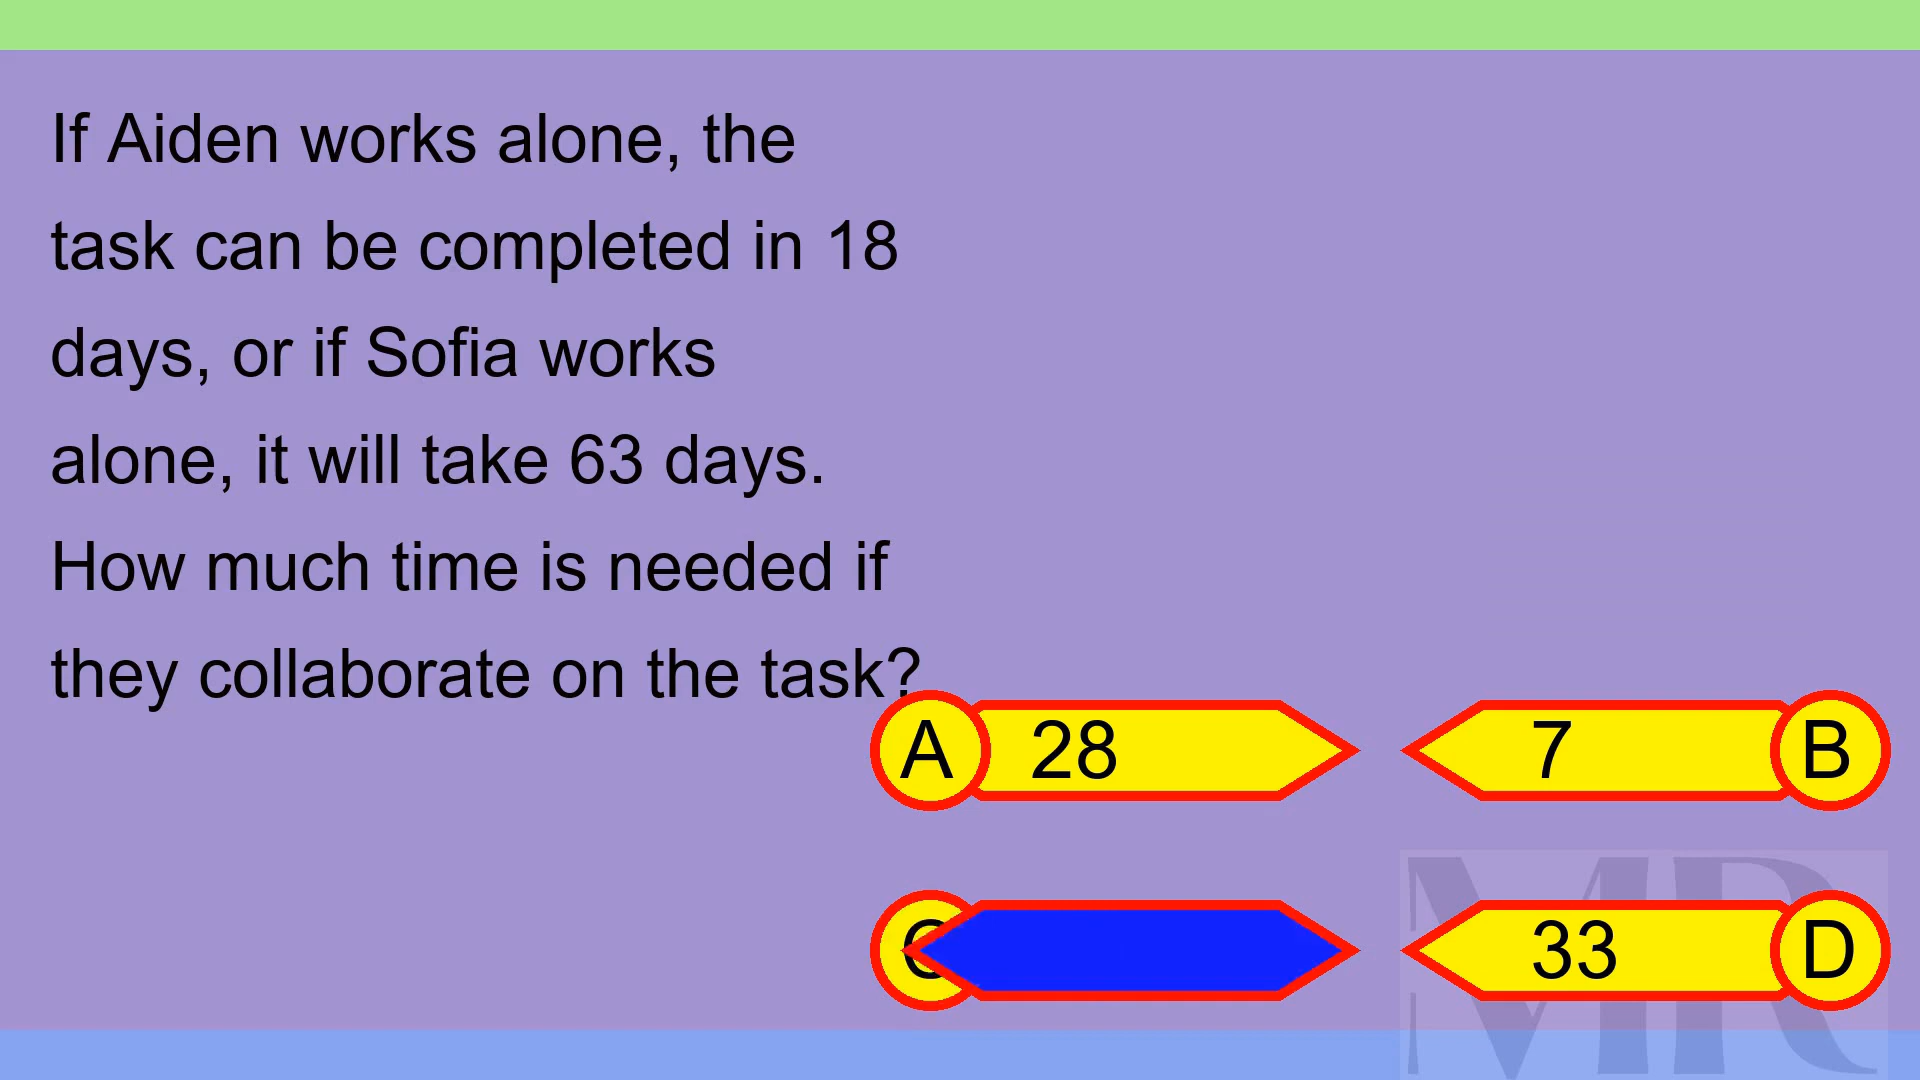 If Aiden works alone, the
task can be completed in 18
days, or if Sofia works
alone, it will take 63 days.
How much time is needed if
they collaborate on the task?
A 28
7 B
C
33 D
MR